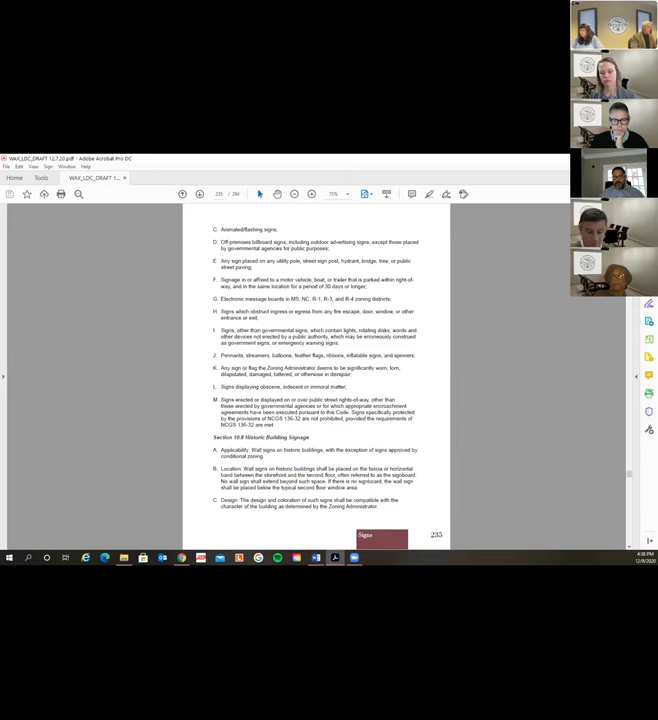 WAX_LDC_DRAFT 12.7.20.pdf - Adobe Acrobat Pro DC
File Edit View Sign Window Help
Home Tools WAX_LDC_DRAFT 1... ×
235 / 294 73%
C. Animated/flashing signs;
D. Off-premises billboard signs, including outdoor advertising signs, except those placed
by governmental agencies for public purposes;
E. Any sign placed on any utility pole, street sign post, hydrant, bridge, tree, or public
street paving;
F. Signage in or affixed to a motor vehicle, boat, or trailer that is parked within right-of-
way, and in the same location for a period of 30 days or longer;
G. Electronic message boards in MS, NC, R-1, R-3, and R-4 zoning districts;
H. Signs which obstruct ingress or egress from any fire escape, door, window, or other
entrance or exit;
I. Signs, other than governmental signs, which contain lights, rotating disks, words and
other devices not erected by a public authority, which may be erroneously construed
as government signs, or emergency warning signs;
J. Pennants, streamers, balloons, feather flags, ribbons, inflatable signs, and spinners;
K. Any sign or flag the Zoning Administrator deems to be significantly worn, torn,
dilapidated, damaged, tattered, or otherwise in disrepair;
L. Signs displaying obscene, indecent or immoral matter;
M. Signs erected or displayed on or over public street rights-of-way, other than
those erected by governmental agencies or for which appropriate encroachment
agreements have been executed pursuant to this Code. Signs specifically protected
by the provisions of NCGS 136-32 are not prohibited, provided the requirements of
NCGS 136-32 are met.
Section 10.8 Historic Building Signage
A. Applicability: Wall signs on historic buildings, with the exception of signs approved by
conditional zoning.
B. Location: Wall signs on historic buildings shall be placed on the fascia or horizontal
band between the storefront and the second floor, often referred to as the signboard.
No wall sign shall extend beyond such space. If there is no signboard, the wall sign
shall be placed below the typical second floor window area.
C. Design: The design and coloration of such signs shall be compatible with the
character of the building as determined by the Zoning Administrator.
Signs 235
4:38 PM
12/8/2020